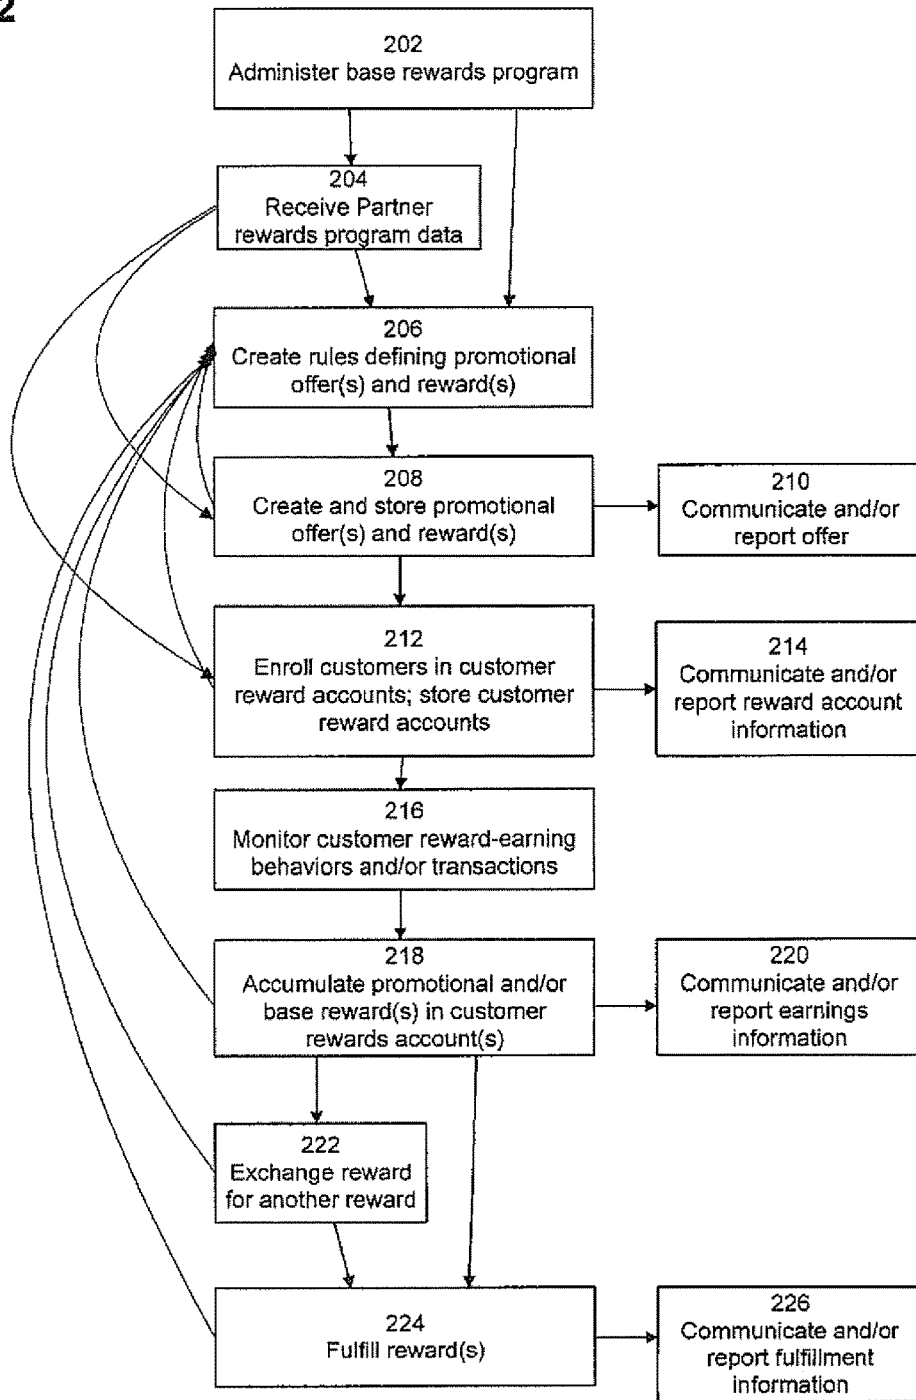 2
202
Administer base rewards program
204
Receive Partner
rewards program data
206
Create rules defining promotional
offer(s) and reward(s)
208
Create and store promotional
offer(s) and reward(s)
210
Communicate and/or
report offer
212
Enroll customers in customer
reward accounts; store customer
reward accounts
214
Communicate and/or
report reward account
information
216
Monitor customer reward-earning
behaviors and/or transactions
218
Accumulate promotional and/or
base reward(s) in customer
rewards account(s)
220
Communicate and/or
report earnings
information
222
Exchange reward
for another reward
224
Fulfill reward(s)
226
Communicate and/or
report fulfillment
information